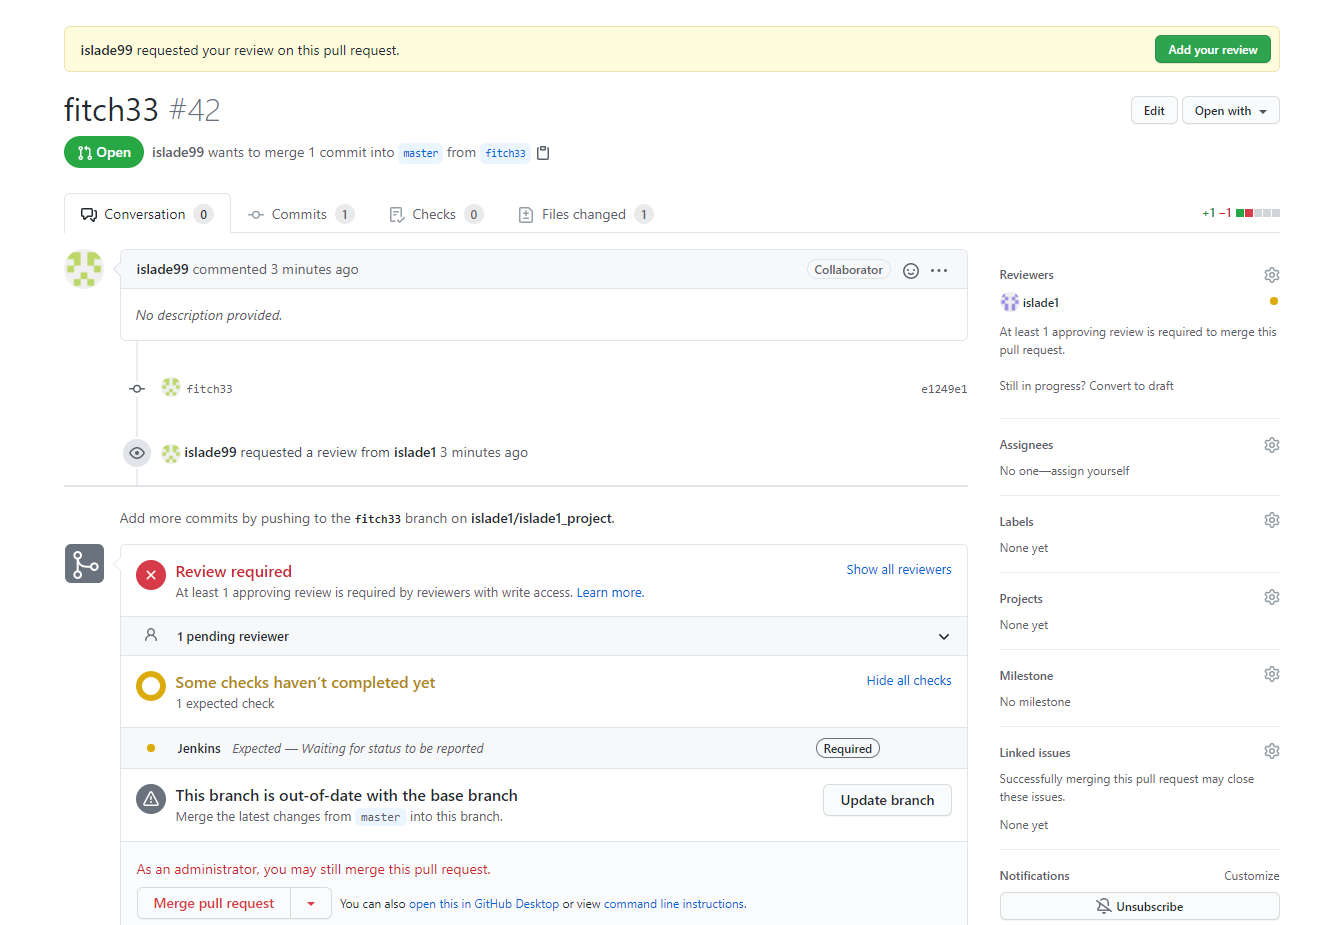 islade99 requested your review on this pull request.
Add your review
fitch33 #42
Edit
Open with
Open
islade99 wants to merge 1 commit into master from fitch33
Conversation 0
Commits 1
Checks 0
Files changed 1
+1 −1
islade99 commented 3 minutes ago
Collaborator
No description provided.
fitch33
e1249e1
islade99 requested a review from islade1 3 minutes ago
Add more commits by pushing to the fitch33 branch on islade1/islade1_project.
Review required
Show all reviewers
At least 1 approving review is required by reviewers with write access. Learn more.
1 pending reviewer
Some checks haven’t completed yet
Hide all checks
1 expected check
Jenkins Expected — Waiting for status to be reported
Required
This branch is out-of-date with the base branch
Merge the latest changes from master into this branch.
Update branch
As an administrator, you may still merge this pull request.
Merge pull request
You can also open this in GitHub Desktop or view command line instructions.
Reviewers
islade1
At least 1 approving review is required to merge this
pull request.
Still in progress? Convert to draft
Assignees
No one—assign yourself
Labels
None yet
Projects
None yet
Milestone
No milestone
Linked issues
Successfully merging this pull request may close
these issues.
None yet
Notifications
Customize
Unsubscribe